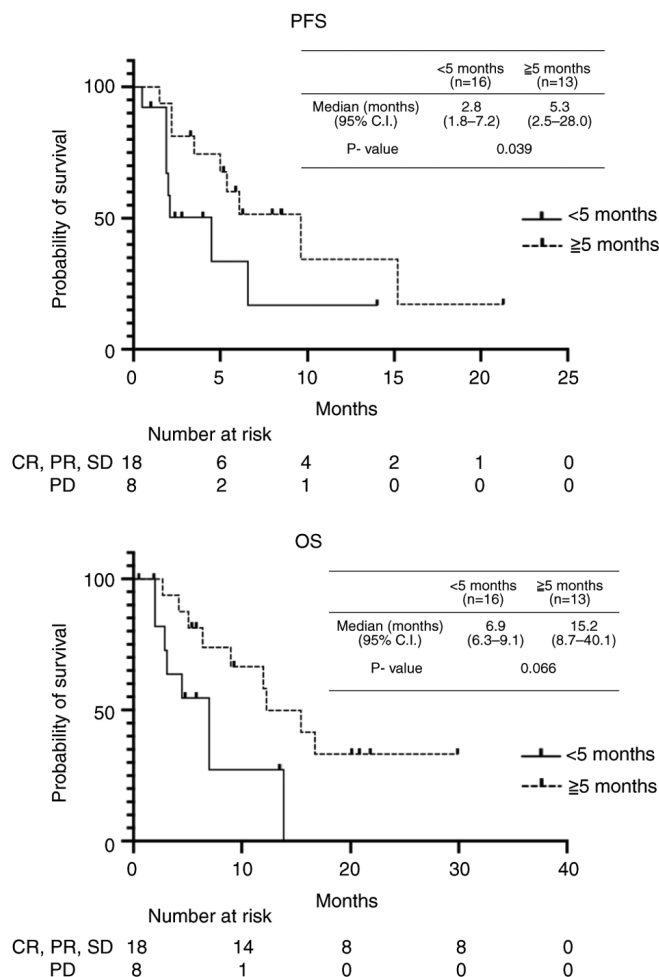 PFS
<5 months ≧5 months
(n=16) (n=13)
Median (months) 2.8 5.3
(95% C.I.) (1.8–7.2) (2.5–28.0)
P- value 0.039
100
50
0
Probability of survival
<5 months
≧5 months
0 5 10 15 20 25
Months
Number at risk
CR, PR, SD 18 6 4 2 1 0
PD 8 2 1 0 0 0
OS
<5 months ≧5 months
(n=16) (n=13)
Median (months) 6.9 15.2
(95% C.I.) (6.3–9.1) (8.7–40.1)
P- value 0.066
100
50
0
Probability of survival
<5 months
≧5 months
0 10 20 30 40
Months
Number at risk
CR, PR, SD 18 14 8 8 0
PD 8 1 0 0 0